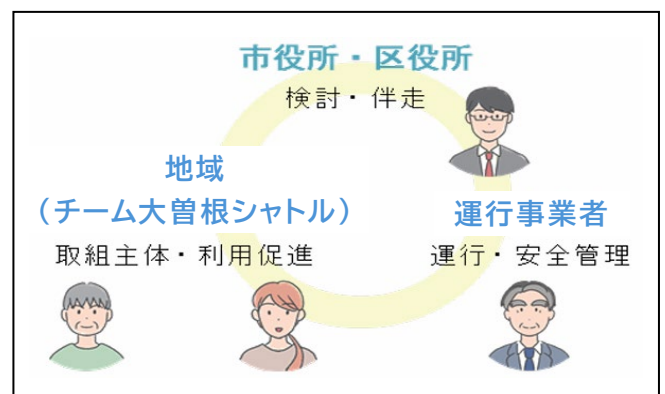 市役所・区役所
検討・伴走
地域
（チーム大曽根シャトル）
取組主体・利用促進
運行事業者
運行・安全管理